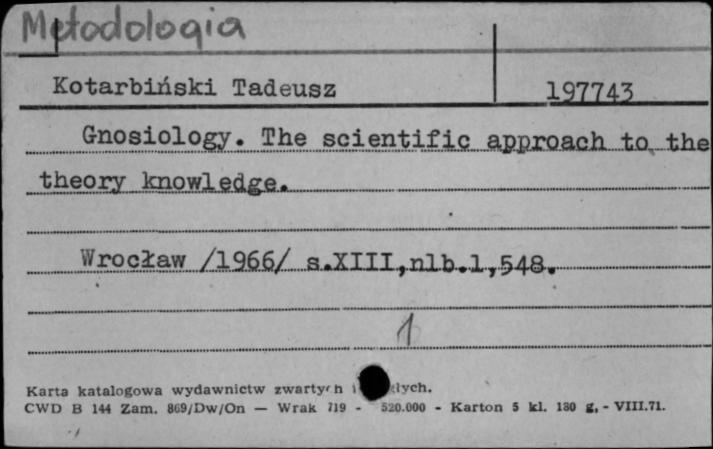 Metodologia
Kotarbiński Tadeusz 197743
Gnosiology. The scientific approach to the
theory knowledge.
Wrocław /1966/ s.XIII,nlb.1,548.
1
Karta katalogowa wydawnictw zwartych
CWD B 144 Zam. 869/Dw/On — Wrak 719 - 520.000 - Karton 5 kl. 180 g. - VIII.71.